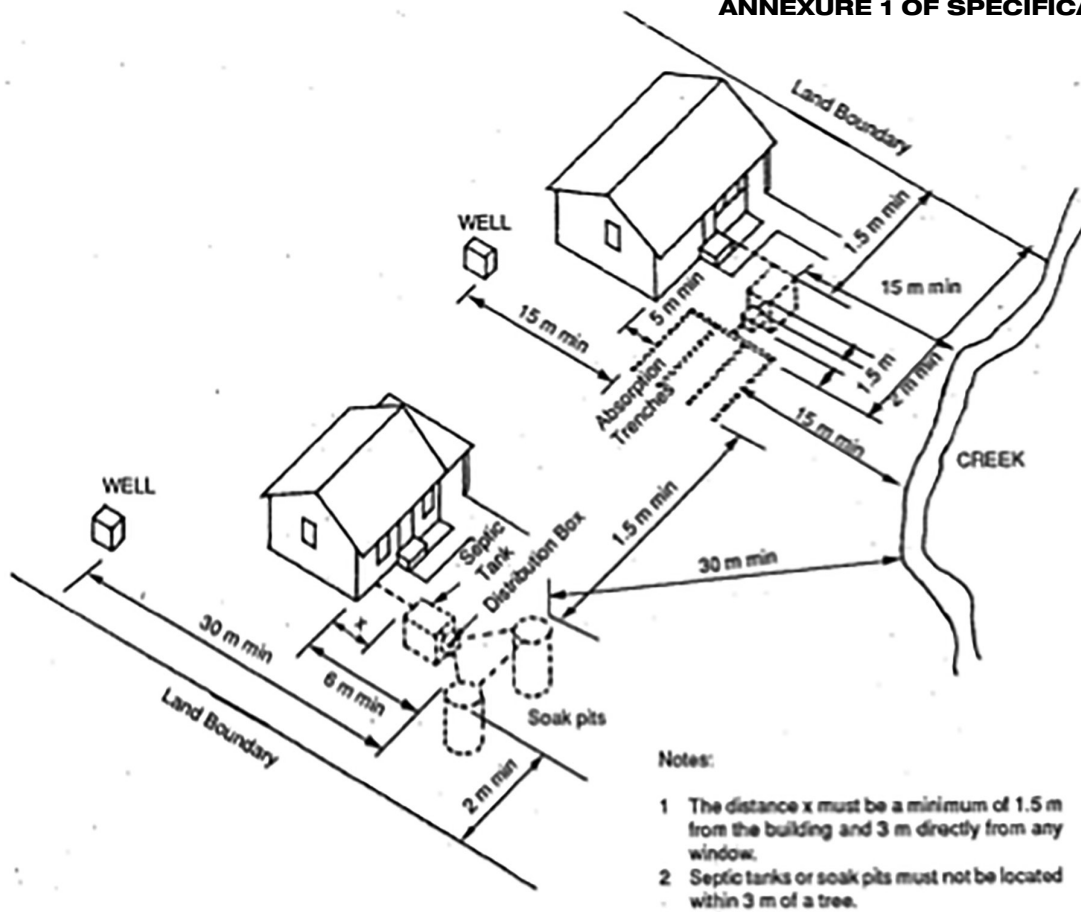 ANNEXURE 1 OF SPECIFICA
Land Boundary
WELL
1.5 m min
15 m min
5 m min
15 m min
1.5 m
2 m min
Absorption
Trenches
15 m min
CREEK
WELL
1.5 m min
Septic
Tank
Distribution Box
30 m min
x
30 m min
6 m min
Land Boundary
Soak pits
2 m min
Notes:
1 The distance x must be a minimum of 1.5 m
from the building and 3 m directly from any
window.
2 Septic tanks or soak pits must not be located
within 3 m of a tree.